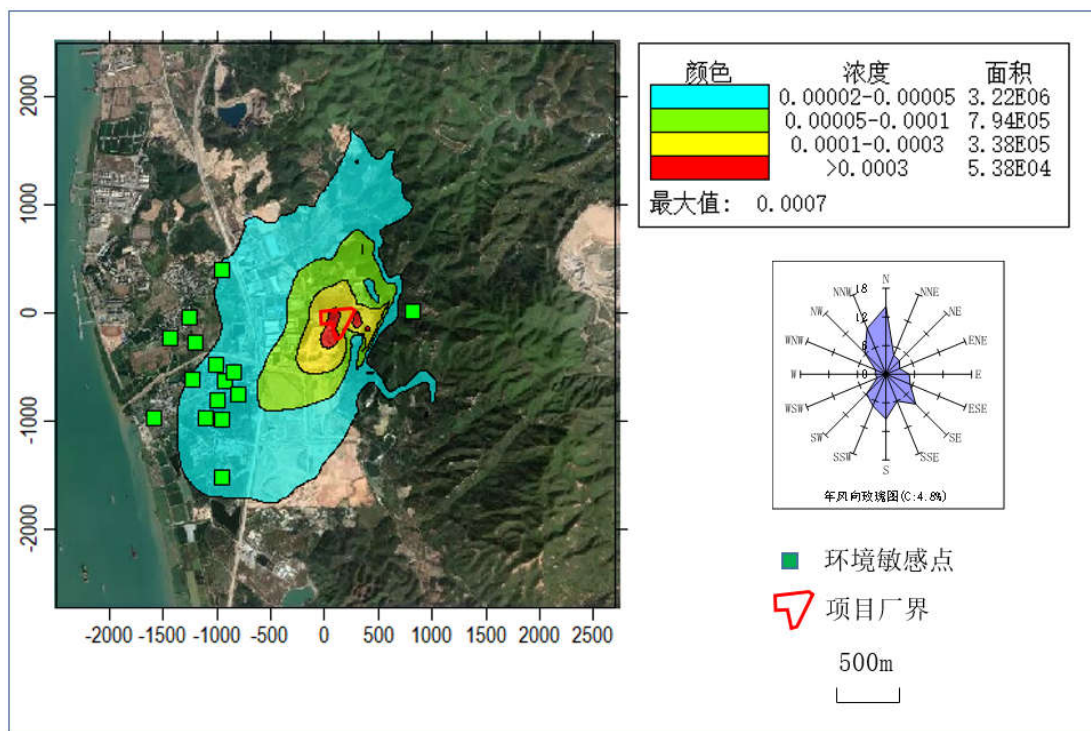 2000
1000
0
-1000
-2000
-2000 -1500 -1000 -500 0 500 1000 1500 2000 2500
颜色 浓度 面积
0.00002-0.00005 3.22E06
0.00005-0.0001 7.94E05
0.0001-0.0003 3.38E05
>0.0003 5.38E04
最大值: 0.0007
N
NNW 18 NNE
NW 12 NE
WNW 6 ENE
W 0 E
WSW ESE
SW SE
SSW SSE
S
年风向玫瑰图(C:4.8%)
环境敏感点
项目厂界
500m